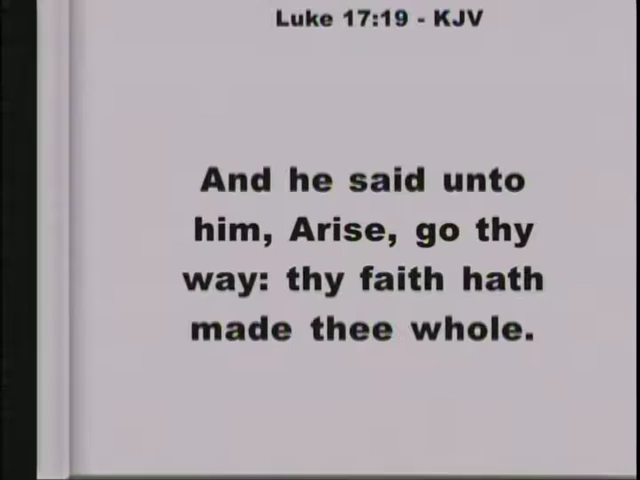 Luke 17:19 - KJV
And he said unto
him, Arise, go thy
way: thy faith hath
made thee whole.